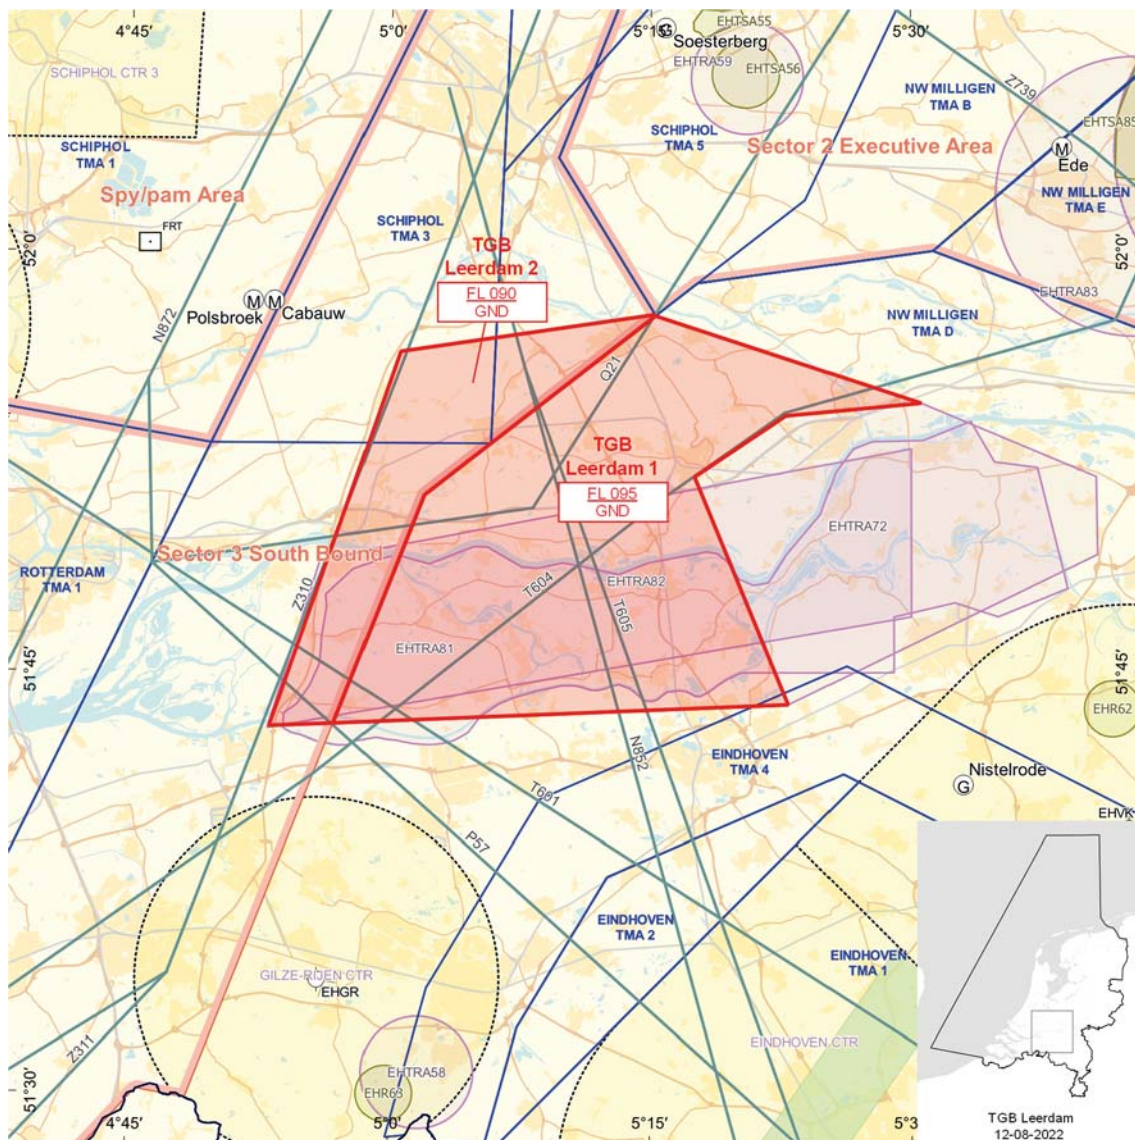 4°45'
5°0'
5°15'
5°30'
EHTSA55
G
Soesterberg
EHTRA59
EHTSA56
SCHIPHOL CTR 3
Z739
NW MILLIGEN
TMA B
EHTSA85
SCHIPHOL
TMA 1
SCHIPHOL
TMA 5
Sector 2 Executive Area
M
Ede
Spy/pam Area
NW MILLIGEN
TMA E
FRT
SCHIPHOL
TMA 3
52°0'
52°0'
TGB
Leerdam 2
FL 090
GND
M M
Polsbroek
Cabauw
EHTRA83
N872
NW MILLIGEN
TMA D
Q21
TGB
Leerdam 1
FL 095
GND
EHTRA72
Sector 3 South Bound
ROTTERDAM
TMA 1
Z310
T604
EHTRA82
T605
EHTRA81
51°45'
51°45'
EHR62
N852
EINDHOVEN
TMA 4
Nistelrode
G
T601
EHVK
P57
EINDHOVEN
TMA 2
EINDHOVEN
TMA 1
GILZE-RIJEN CTR
EHGR
Z311
EINDHOVEN CTR
EHTRA58
EHR63
51°30'
4°45'
5°0'
5°15'
5°3
TGB Leerdam
12-08-2022